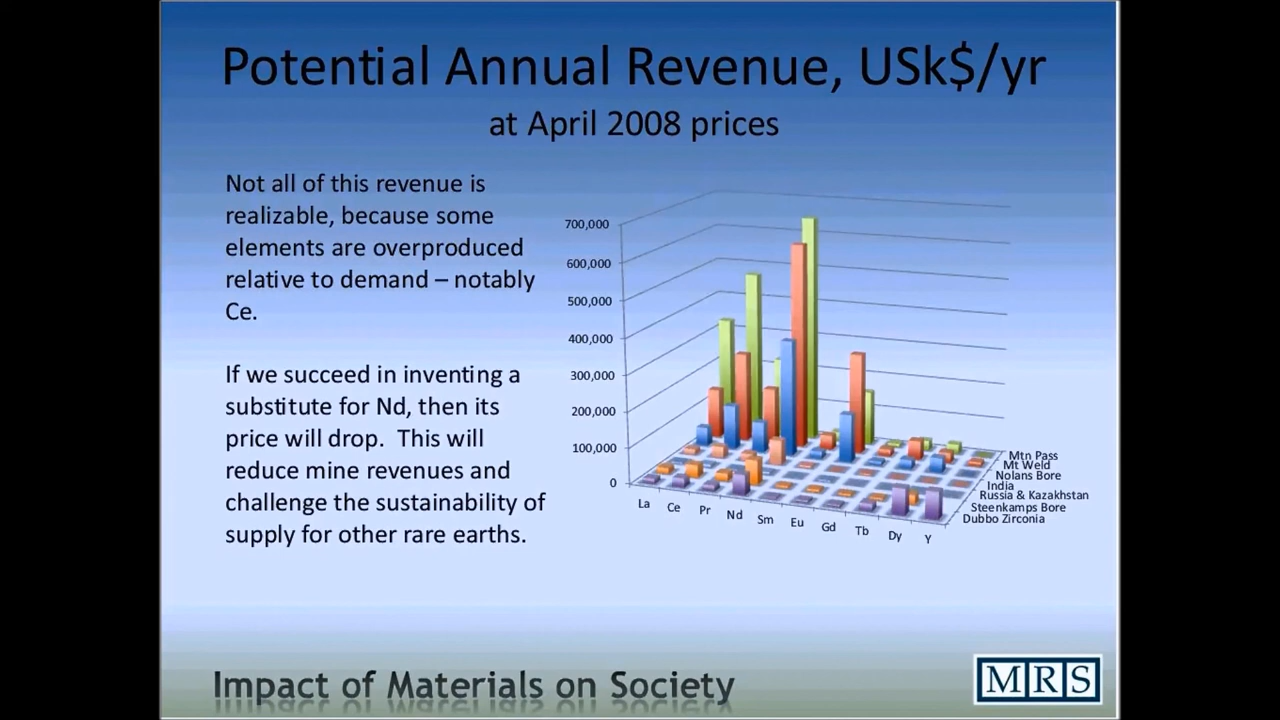 Potential Annual Revenue, USk$/yr
at April 2008 prices
Not all of this revenue is
realizable, because some
elements are overproduced
relative to demand – notably
Ce.
If we succeed in inventing a
substitute for Nd, then its
price will drop.  This will
reduce mine revenues and
challenge the sustainability of
supply for other rare earths.
700,000
600,000
500,000
400,000
300,000
200,000
100,000
0
La
Ce
Pr
Nd
Sm
Eu
Gd
Tb
Dy
Y
Mtn Pass
Mt Weld
Nolans Bore
India
Russia & Kazakhstan
Steenkamps Bore
Dubbo Zirconia
Impact of Materials on Society
MRS